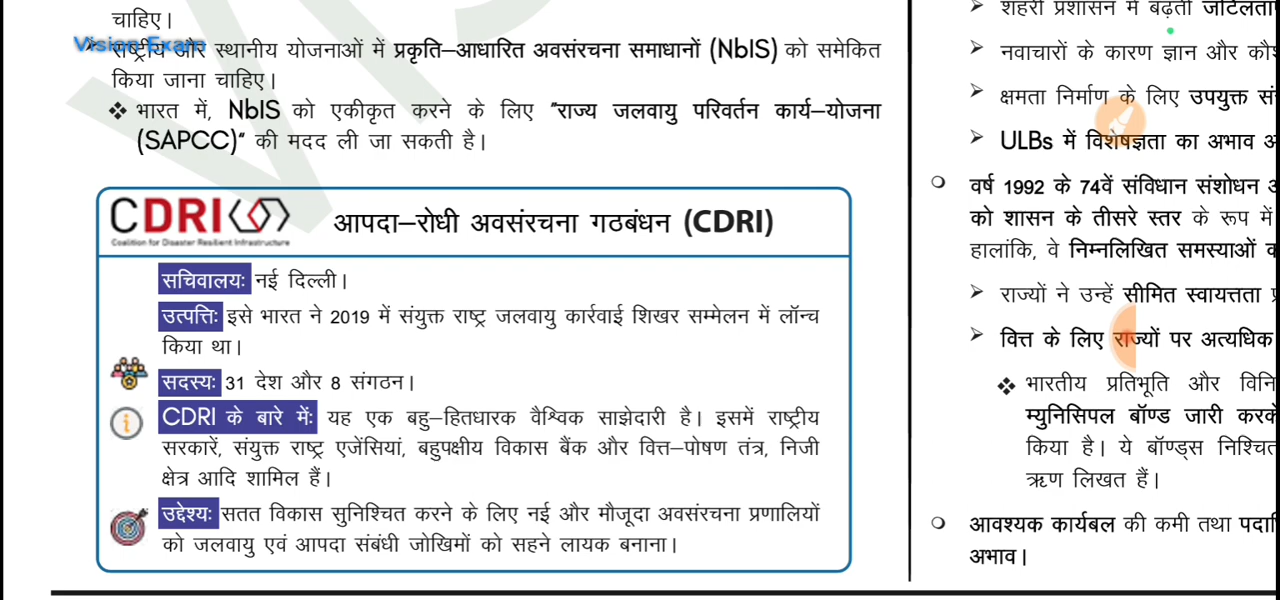 चाहिए।
Vision Exam
राष्ट्रीय और स्थानीय योजनाओं में प्रकृति–आधारित अवसंरचना समाधानों (NbIS) को समेकित
किया जाना चाहिए।
❖ भारत में, NbIS को एकीकृत करने के लिए "राज्य जलवायु परिवर्तन कार्य–योजना
(SAPCC)" की मदद ली जा सकती है।
CDRI
Coalition for Disaster Resilient Infrastructure
आपदा–रोधी अवसंरचना गठबंधन (CDRI)
सचिवालयः नई दिल्ली।
उत्पत्तिः इसे भारत ने 2019 में संयुक्त राष्ट्र जलवायु कार्रवाई शिखर सम्मेलन में लॉन्च
किया था।
सदस्यः 31 देश और 8 संगठन।
CDRI के बारे मेंः यह एक बहु–हितधारक वैश्विक साझेदारी है। इसमें राष्ट्रीय
सरकारें, संयुक्त राष्ट्र एजेंसियां, बहुपक्षीय विकास बैंक और वित्त–पोषण तंत्र, निजी
क्षेत्र आदि शामिल हैं।
उद्देश्यः सतत विकास सुनिश्चित करने के लिए नई और मौजूदा अवसंरचना प्रणालियों
को जलवायु एवं आपदा संबंधी जोखिमों को सहने लायक बनाना।
➢ शहरी प्रशासन में बढ़ती जटिलता
➢ नवाचारों के कारण ज्ञान और
➢ क्षमता निर्माण के लिए उपयुक्त
➢ ULBs में विशेषज्ञता का अभाव
○ वर्ष 1992 के 74वें संविधान संशोधन
को शासन के तीसरे स्तर के रूप में
हालांकि, वे निम्नलिखित समस्याओं
➢ राज्यों ने उन्हें सीमित स्वायत्तता
➢ वित्त के लिए राज्यों पर अत्यधिक
❖ भारतीय प्रतिभूति और
म्युनिसिपल बॉण्ड जारी करके
किया है। ये बॉण्ड्स
ऋण लिखत हैं।
○ आवश्यक कार्यबल की कमी तथा
अभाव।